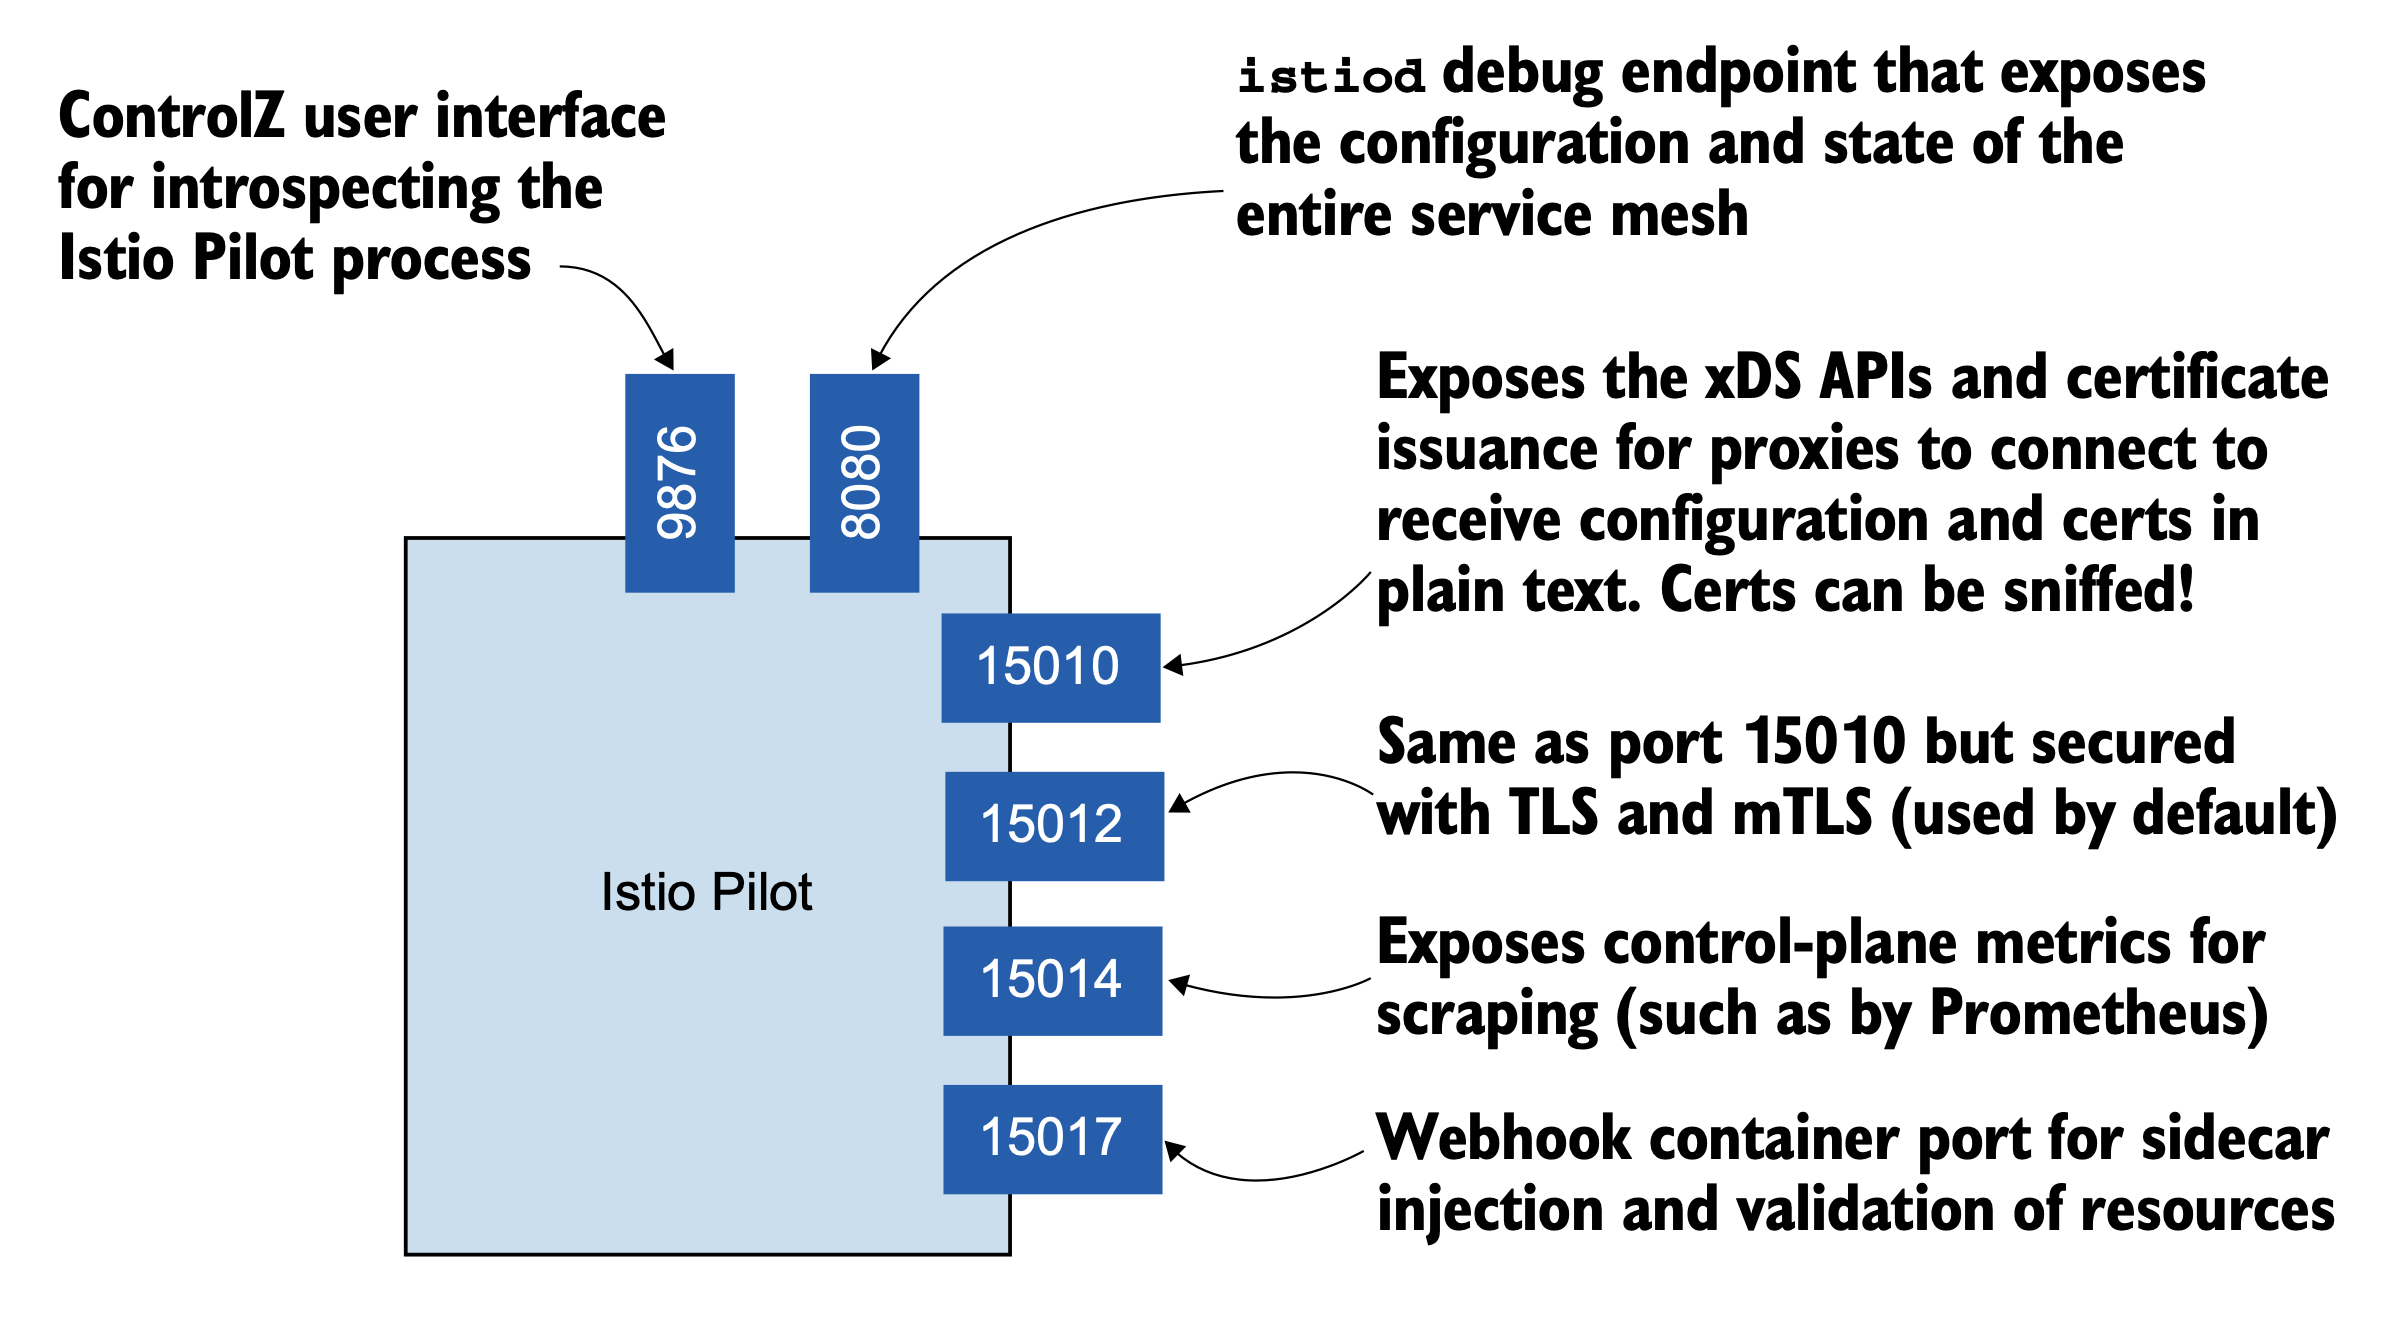 ControlZ user interface
for introspecting the
Istio Pilot process
istiod debug endpoint that exposes
the configuration and state of the
entire service mesh
9876
8080
Exposes the xDS APIs and certificate
issuance for proxies to connect to
receive configuration and certs in
plain text. Certs can be sniffed!
15010
Same as port 15010 but secured
with TLS and mTLS (used by default)
15012
Istio Pilot
Exposes control-plane metrics for
scraping (such as by Prometheus)
15014
Webhook container port for sidecar
injection and validation of resources
15017